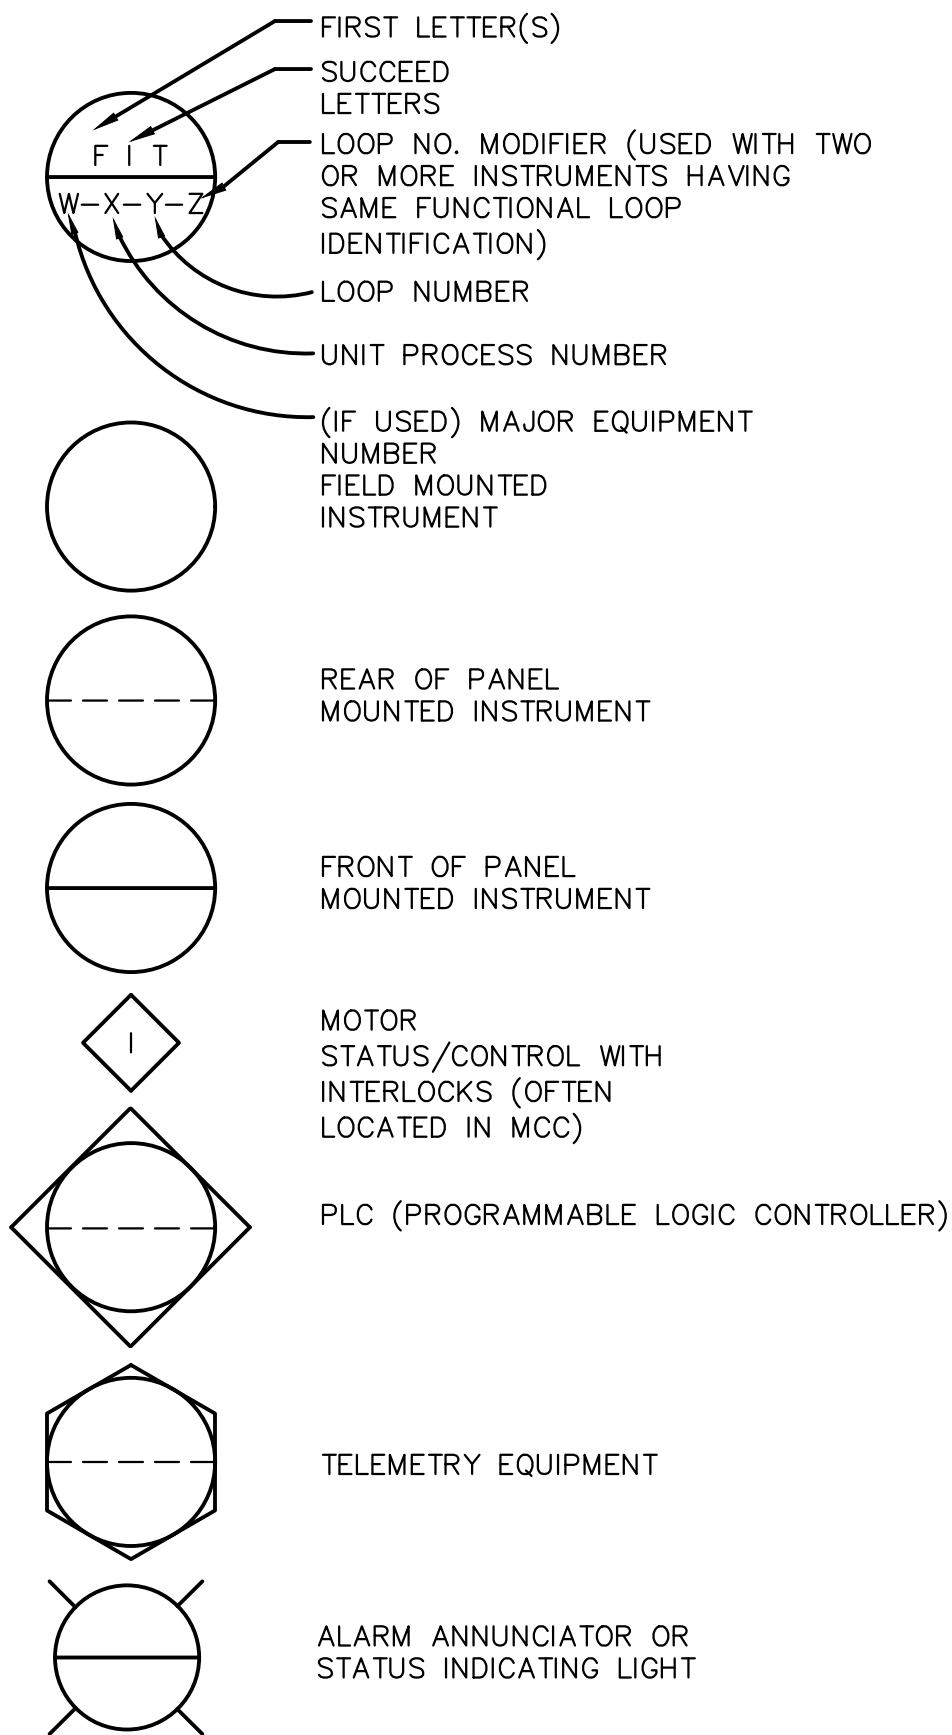 FIRST LETTER(S)
SUCCEED
LETTERS
F I T
LOOP NO. MODIFIER (USED WITH TWO
OR MORE INSTRUMENTS HAVING
SAME FUNCTIONAL LOOP
IDENTIFICATION)
W-X-Y-Z
LOOP NUMBER
UNIT PROCESS NUMBER
(IF USED) MAJOR EQUIPMENT
NUMBER
FIELD MOUNTED
INSTRUMENT
REAR OF PANEL
MOUNTED INSTRUMENT
FRONT OF PANEL
MOUNTED INSTRUMENT
I
MOTOR
STATUS/CONTROL WITH
INTERLOCKS (OFTEN
LOCATED IN MCC)
PLC (PROGRAMMABLE LOGIC CONTROLLER)
TELEMETRY EQUIPMENT
ALARM ANNUNCIATOR OR
STATUS INDICATING LIGHT